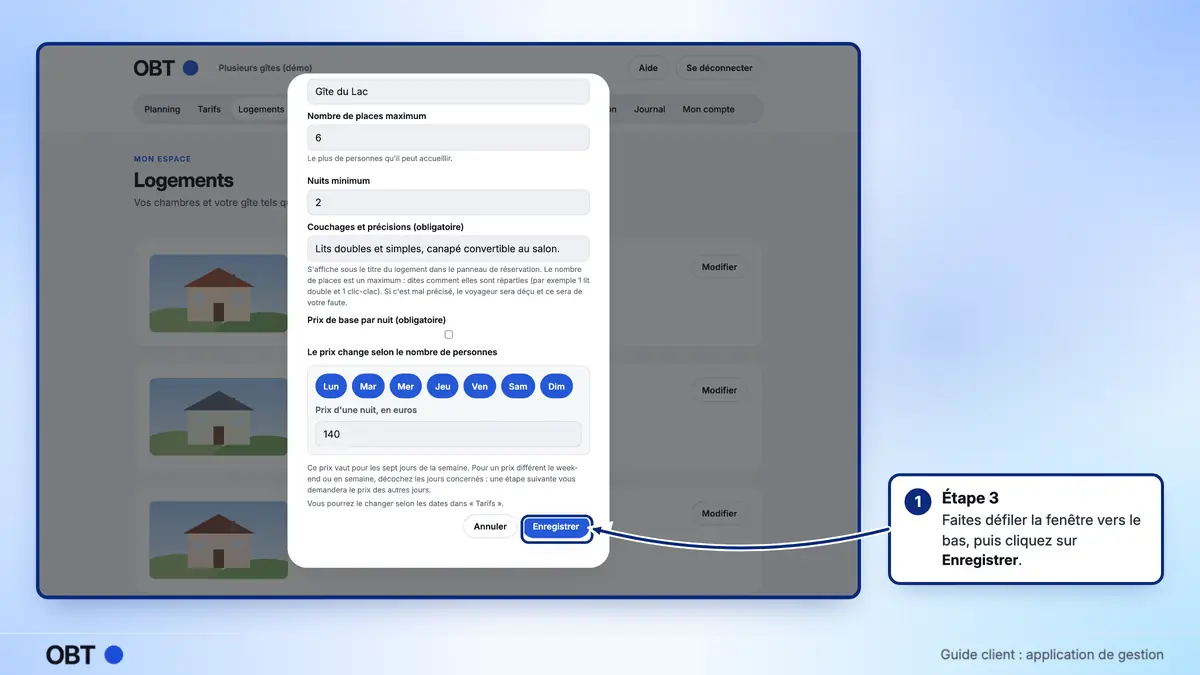 OBT
Plusieurs gîtes (démo)
Aide
Se déconnecter
Planning
Tarifs
Logements
Journal
Mon compte
MON ESPACE
Logements
Vos chambres et votre gîte tels
Modifier
Modifier
Modifier
Gîte du Lac
Nombre de places maximum
6
Le plus de personnes qu'il peut accueillir.
Nuits minimum
2
Couchages et précisions (obligatoire)
Lits doubles et simples, canapé convertible au salon.
S'affiche sous le titre du logement dans le panneau de réservation. Le nombre
de places est un maximum : dites comment elles sont réparties (par exemple 1 lit
double et 1 clic-clac). Si c'est mal précisé, le voyageur sera déçu et ce sera de
votre faute.
Prix de base par nuit (obligatoire)
Le prix change selon le nombre de personnes
Lun Mar Mer Jeu Ven Sam Dim
Prix d'une nuit, en euros
140
Ce prix vaut pour les sept jours de la semaine. Pour un prix différent le week-
end ou en semaine, décochez les jours concernés : une étape suivante vous
demandera le prix des autres jours.
Vous pourrez le changer selon les dates dans « Tarifs ».
Annuler
Enregistrer
1
Étape 3
Faites défiler la fenêtre vers le
bas, puis cliquez sur
Enregistrer.
OBT
Guide client : application de gestion